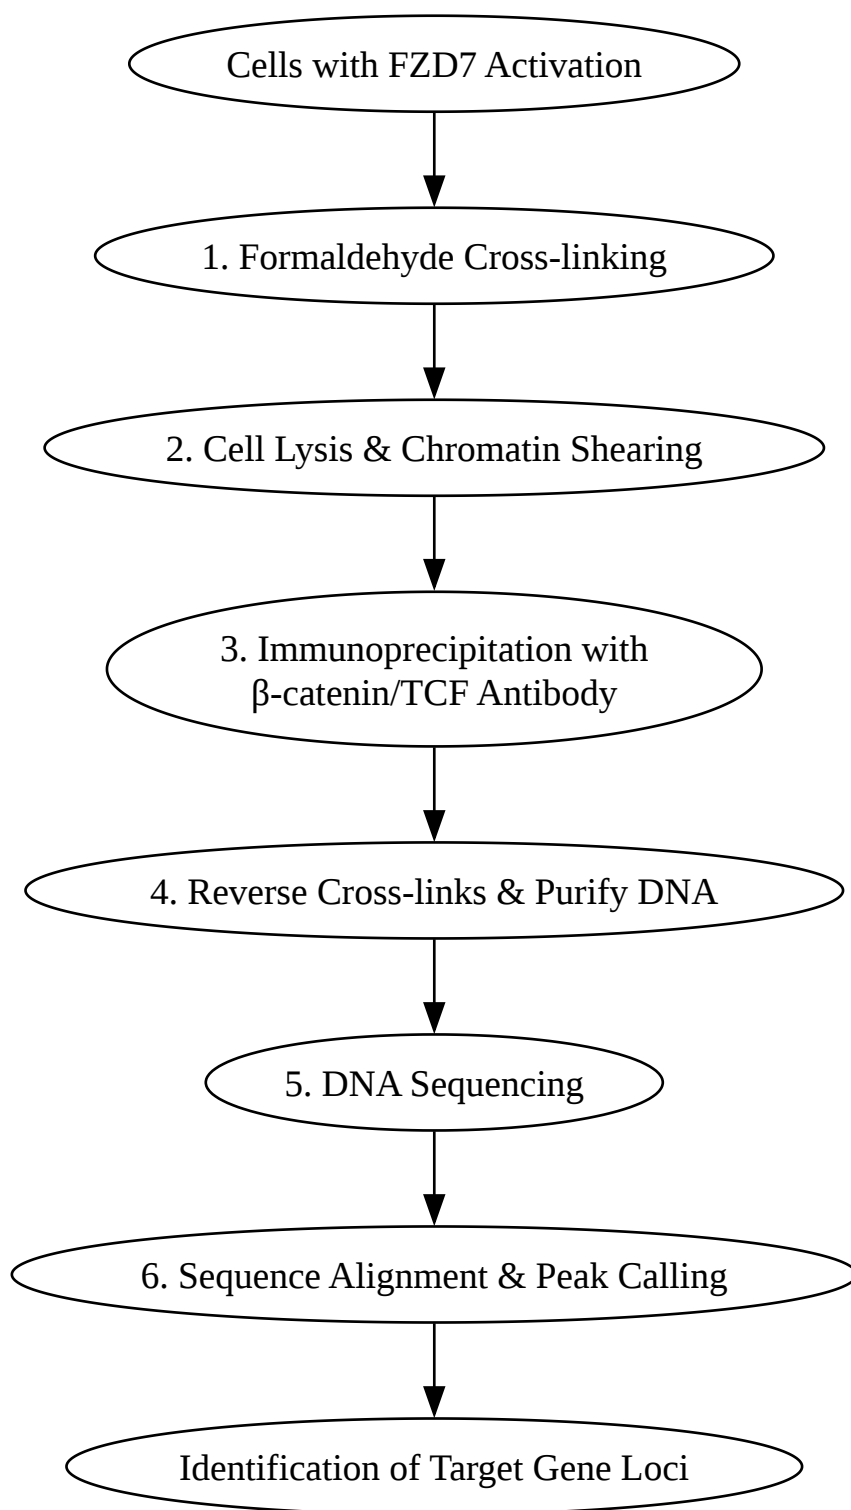 Cells with FZD7 Activation
1. Formaldehyde Cross-linking
2. Cell Lysis & Chromatin Shearing
3. Immunoprecipitation with
β-catenin/TCF Antibody
4. Reverse Cross-links & Purify DNA
5. DNA Sequencing
6. Sequence Alignment & Peak Calling
Identification of Target Gene Loci